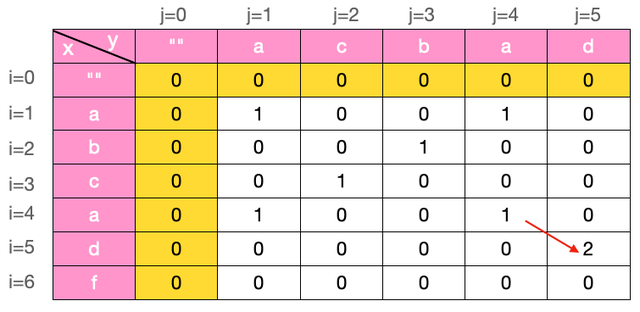 j=0 j=1 j=2 j=3 j=4 j=5
x y "" a c b a d
i=0 "" 0 0 0 0 0 0
i=1 a 0 1 0 0 1 0
i=2 b 0 0 0 1 0 0
i=3 c 0 0 1 0 0 0
i=4 a 0 1 0 0 1 0
i=5 d 0 0 0 0 0 2
i=6 f 0 0 0 0 0 0